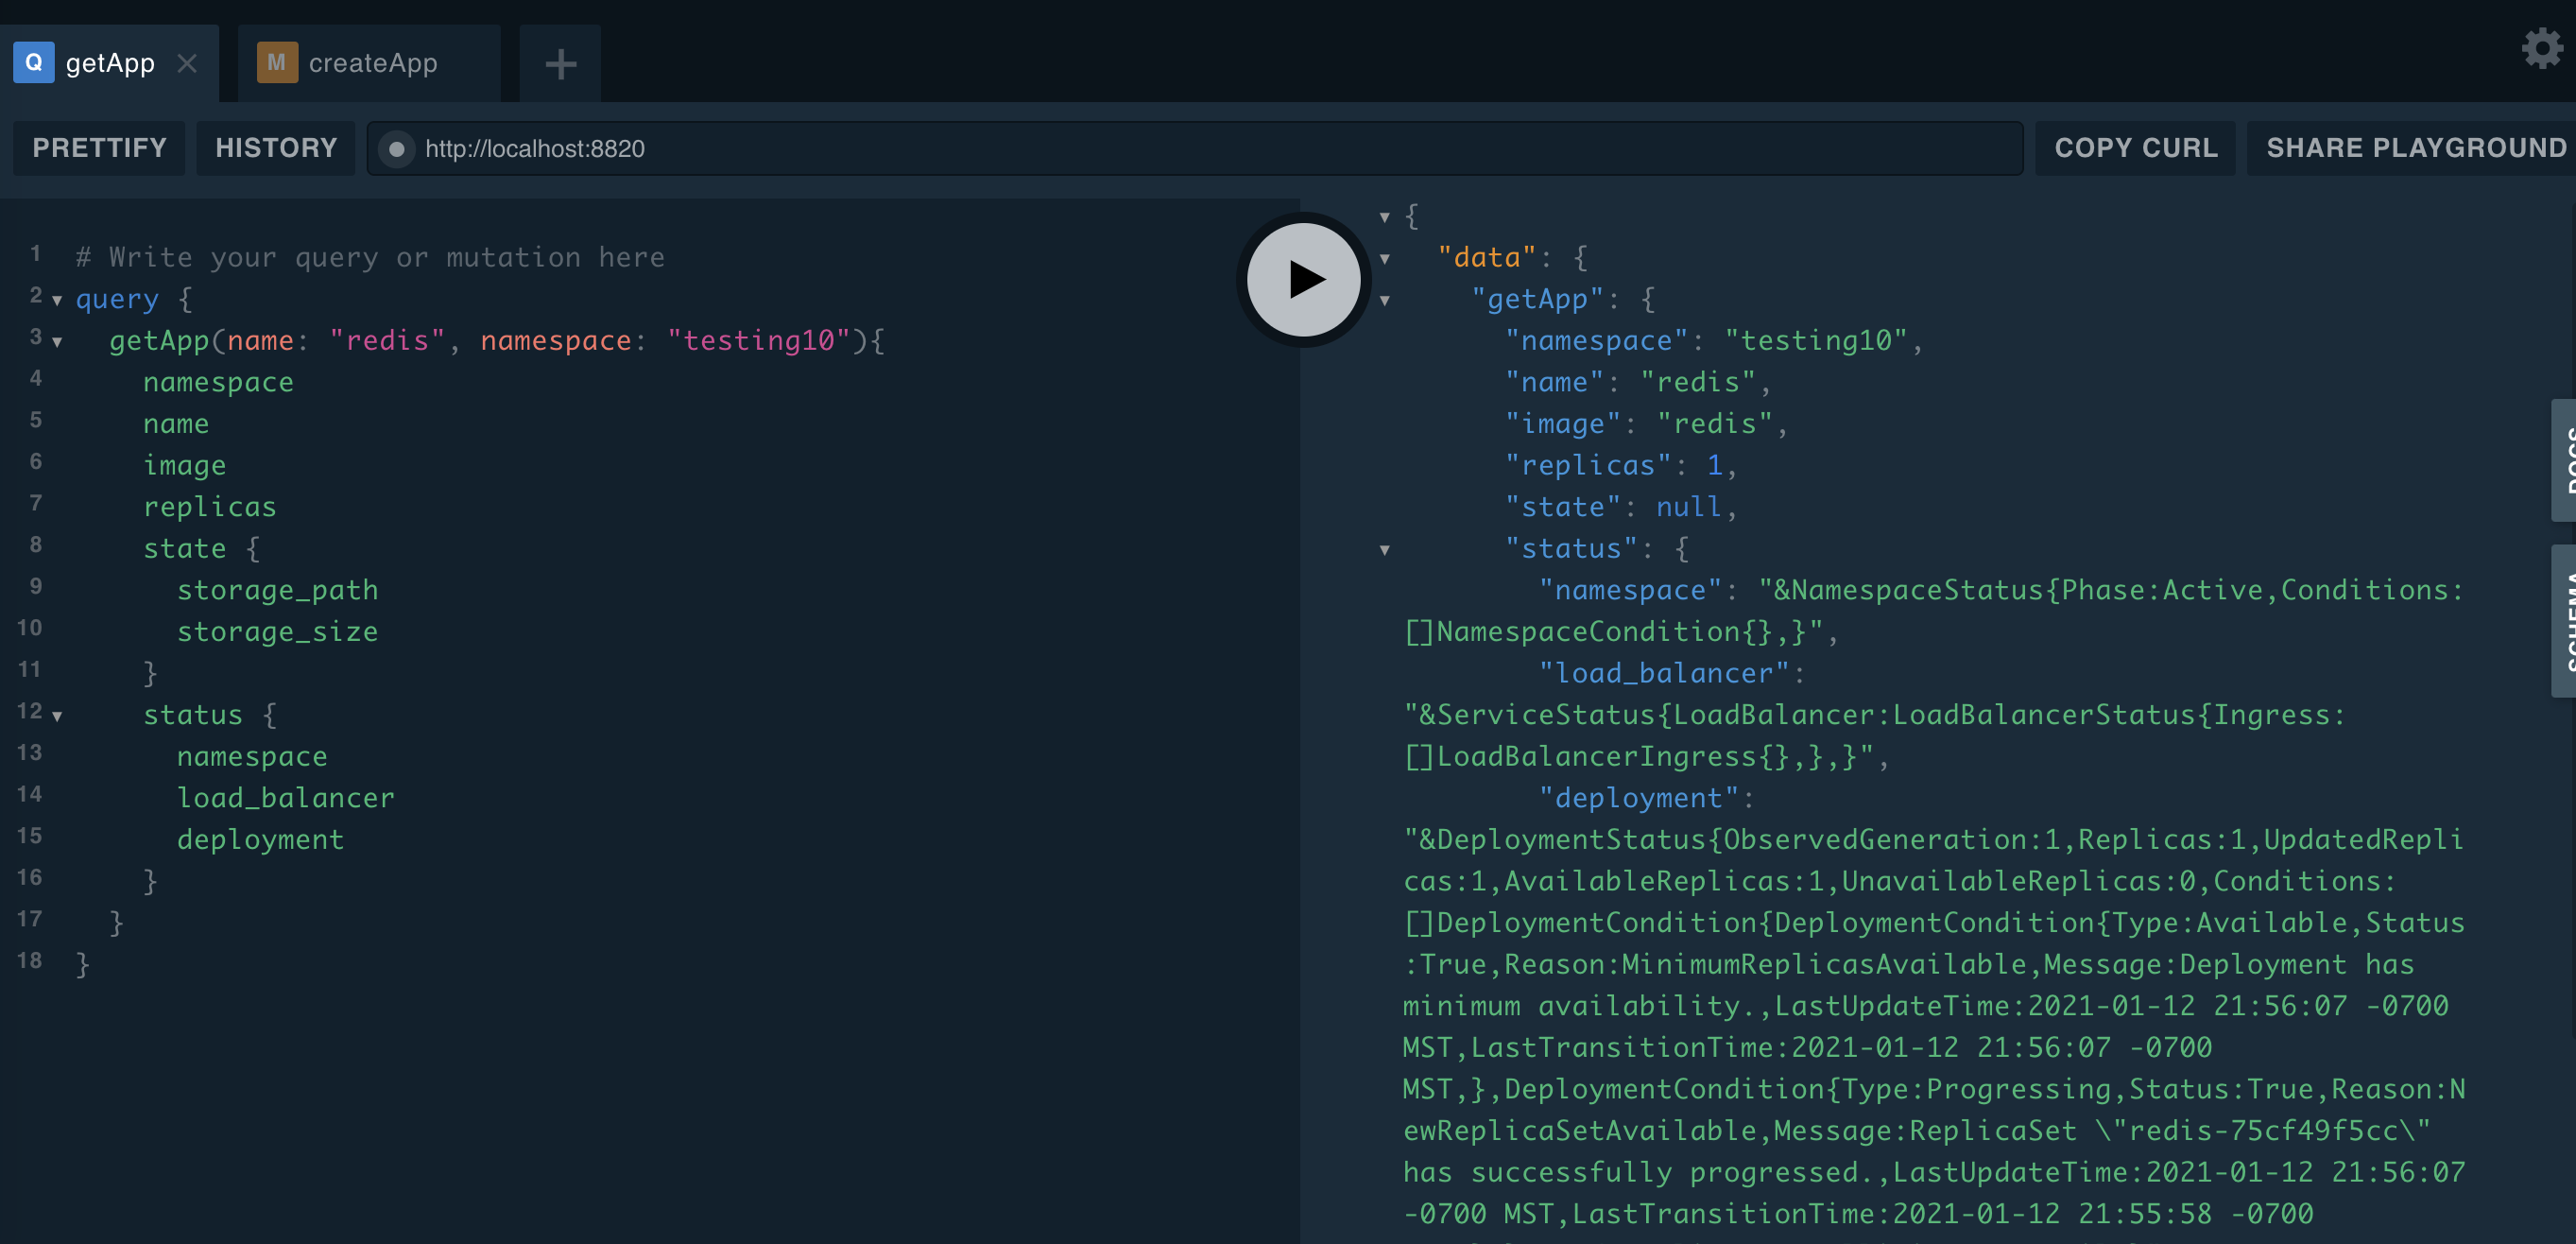 Q getApp
M createApp
PRETTIFY HISTORY http://localhost:8820 COPY CURL SHARE PLAYGROUND
1 # Write your query or mutation here
2 query {
3 getApp(name: "redis", namespace: "testing10"){
4 namespace
5 name
6 image
7 replicas
8 state {
9 storage_path
10 storage_size
11 }
12 status {
13 namespace
14 load_balancer
15 deployment
16 }
17 }
18 }
{
"data": {
"getApp": {
"namespace": "testing10",
"name": "redis",
"image": "redis",
"replicas": 1,
"state": null,
"status": {
"namespace": "&NamespaceStatus{Phase:Active,Conditions:
[]NamespaceCondition{},}",
"load_balancer":
"&ServiceStatus{LoadBalancer:LoadBalancerStatus{Ingress:
[]LoadBalancerIngress{},},}",
"deployment":
"&DeploymentStatus{ObservedGeneration:1,Replicas:1,UpdatedRepli
cas:1,AvailableReplicas:1,UnavailableReplicas:0,Conditions:
[]DeploymentCondition{DeploymentCondition{Type:Available,Status
:True,Reason:MinimumReplicasAvailable,Message:Deployment has
minimum availability.,LastUpdateTime:2021-01-12 21:56:07 -0700
MST,LastTransitionTime:2021-01-12 21:56:07 -0700
MST,},DeploymentCondition{Type:Progressing,Status:True,Reason:N
ewReplicaSetAvailable,Message:ReplicaSet \"redis-75cf49f5cc\"
has successfully progressed.,LastUpdateTime:2021-01-12 21:56:07
-0700 MST,LastTransitionTime:2021-01-12 21:55:58 -0700
DOCS
SCHEMA